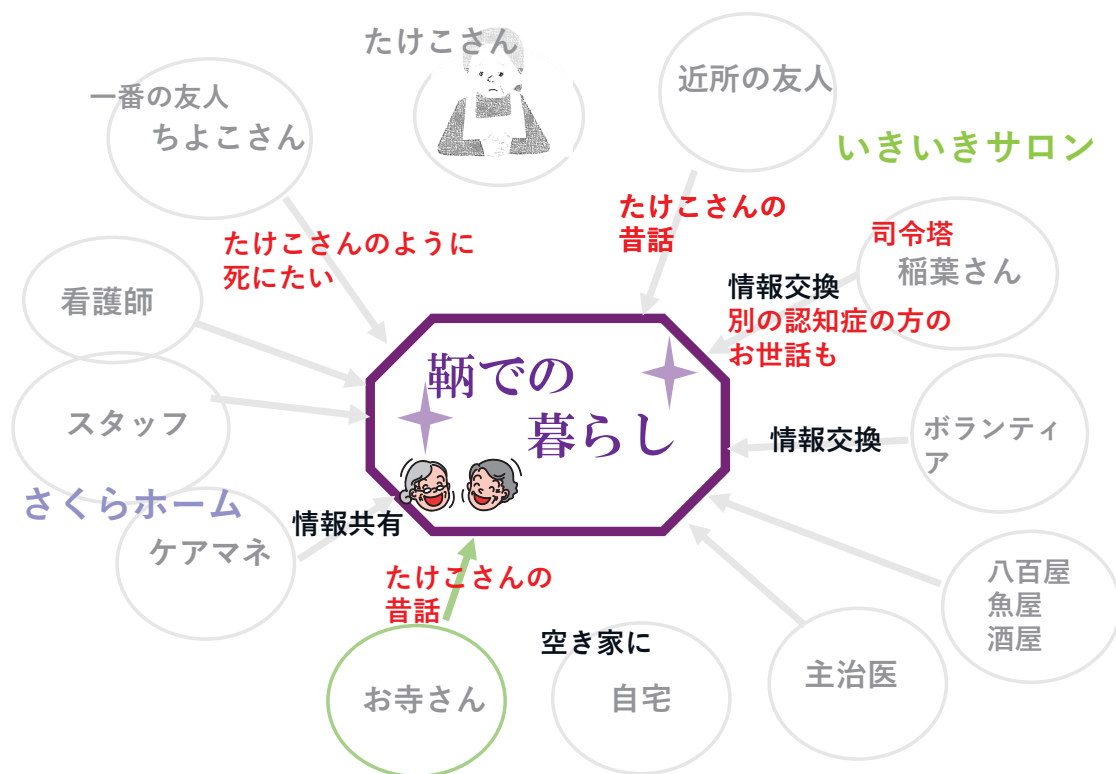 たけこさん
一番の友人
ちよこさん
近所の友人
いきいきサロン
たけこさんの
昔話
たけこさんのように
死にたい
司令塔
稲葉さん
看護師
情報交換
別の認知症の方の
お世話も
鞆での
暮らし
スタッフ
情報交換
ボランティ
ア
さくらホーム
情報共有
ケアマネ
たけこさんの
昔話
八百屋
魚屋
酒屋
空き家に
お寺さん
自宅
主治医